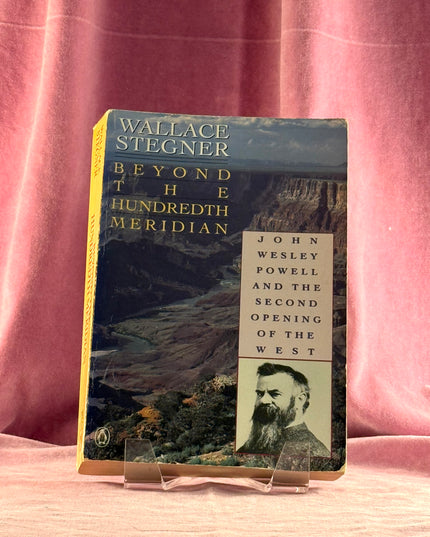 WALLACE
STEGNER
BEYOND
THE
HUNDREDTH
MERIDIAN
JOHN
WESLEY
POWELL
AND THE
SECOND
OPENING
OF THE
WEST